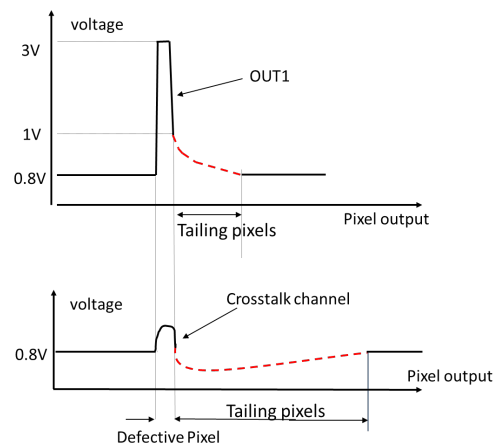 voltage
3V
OUT1
1V
0.8V
Tailing pixels
Pixel output
voltage
Crosstalk channel
0.8V
Pixel output
Tailing pixels
Defective Pixel